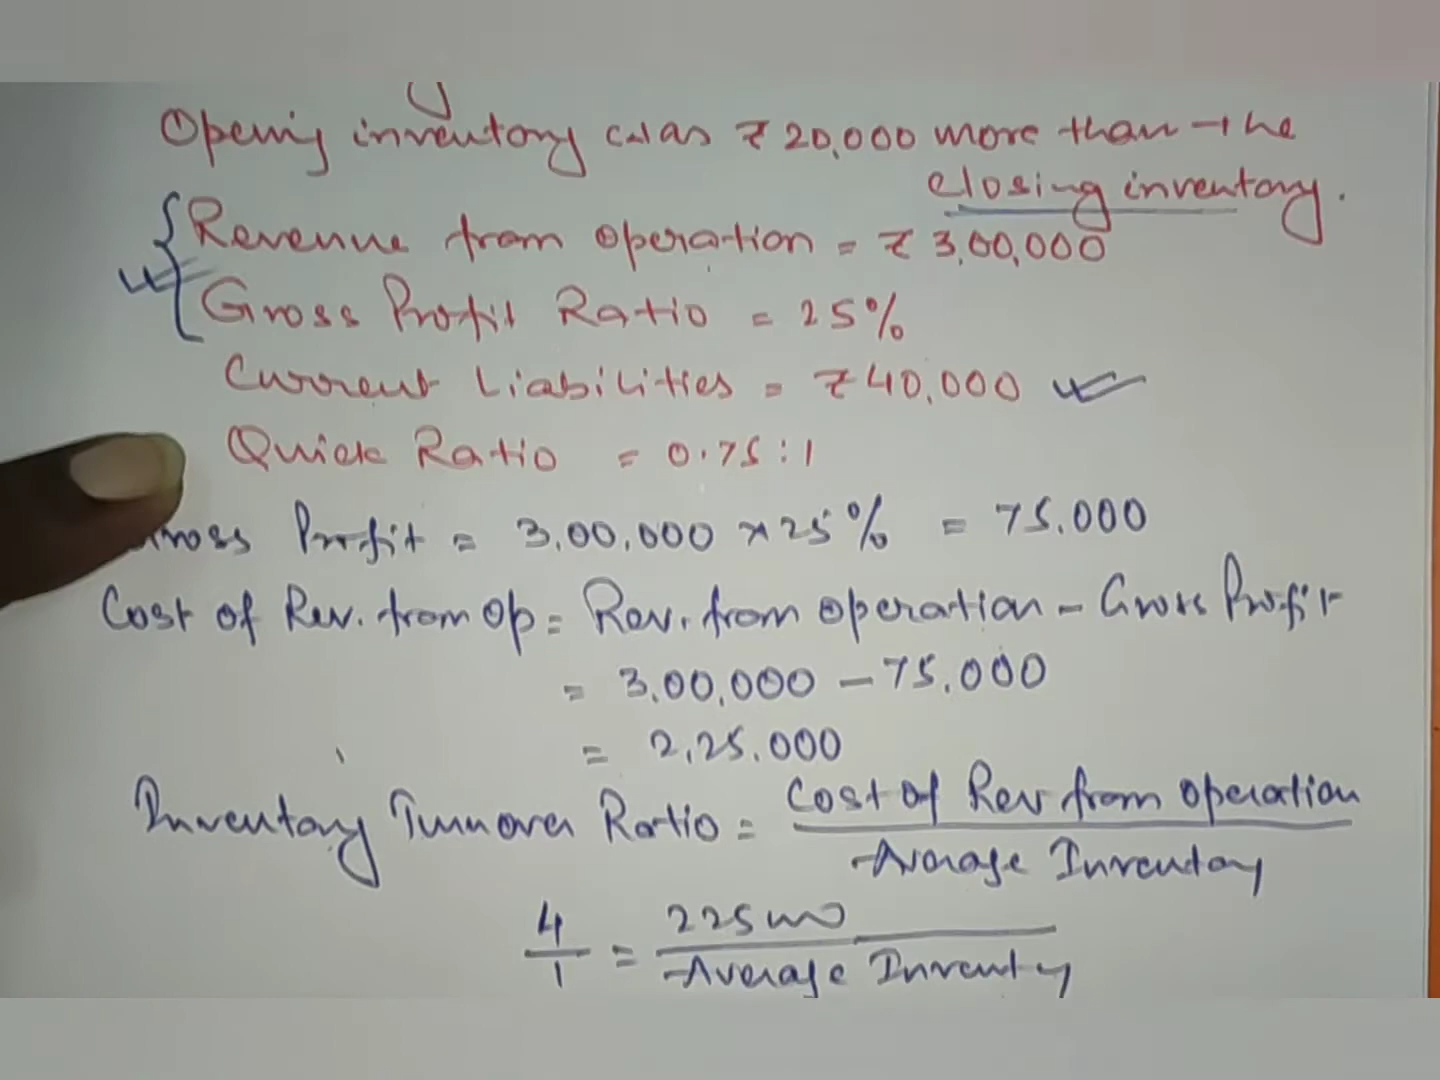 Opening inventory was ₹20,000 more than the
closing inventory.
Revenue from operation = ₹3,00,000
Gross Profit Ratio = 25%
Current Liabilities = ₹40,000
Quick Ratio = 0.75:1
Gross Profit = 3,00,000 × 25% = 75,000
Cost of Rev. from op = Rev. from operation - Gross Profit
= 3,00,000 - 75,000
= 2,25,000
Inventory Turnover Ratio = Cost of Rev from operation
Average Inventory
4/1 = 225000
Average Inventory